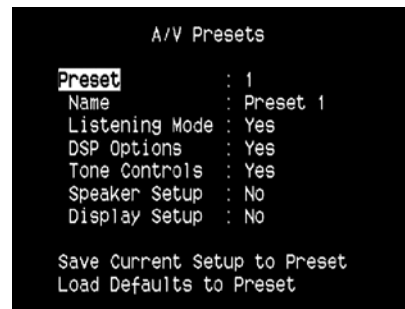 A/V Presets
Preset : 1
Name : Preset 1
Listening Mode : Yes
DSP Options : Yes
Tone Controls : Yes
Speaker Setup : No
Display Setup : No
Save Current Setup to Preset
Load Defaults to Preset